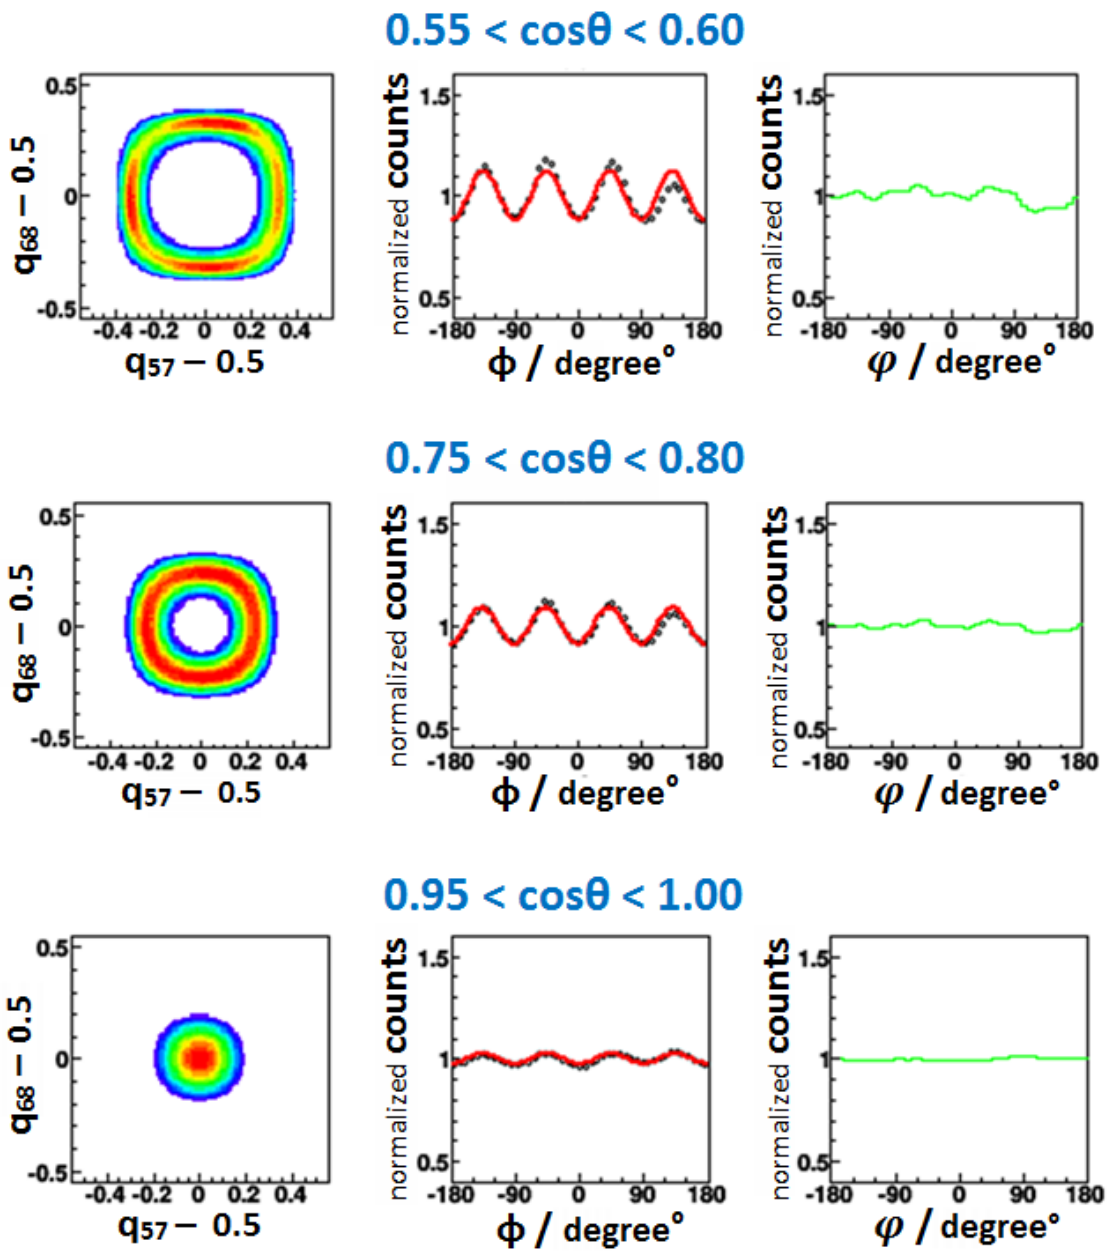 0.55 < cosθ < 0.60
q68 – 0.5
0.5
0
-0.5
-0.4 -0.2 0 0.2 0.4
q57 – 0.5
normalized counts
1.5
1
0.5
-180 -90 0 90 180
ϕ / degree°
normalized counts
1.5
1
0.5
-180 -90 0 90 180
φ / degree°
0.75 < cosθ < 0.80
q68 – 0.5
0.5
0
-0.5
-0.4 -0.2 0 0.2 0.4
q57 – 0.5
normalized counts
1.5
1
0.5
-180 -90 0 90 180
ϕ / degree°
normalized counts
1.5
1
0.5
-180 -90 0 90 180
φ / degree°
0.95 < cosθ < 1.00
q68 – 0.5
0.5
0
-0.5
-0.4 -0.2 0 0.2 0.4
q57 – 0.5
normalized counts
1.5
1
0.5
-180 -90 0 90 180
ϕ / degree°
normalized counts
1.5
1
0.5
-180 -90 0 90 180
φ / degree°